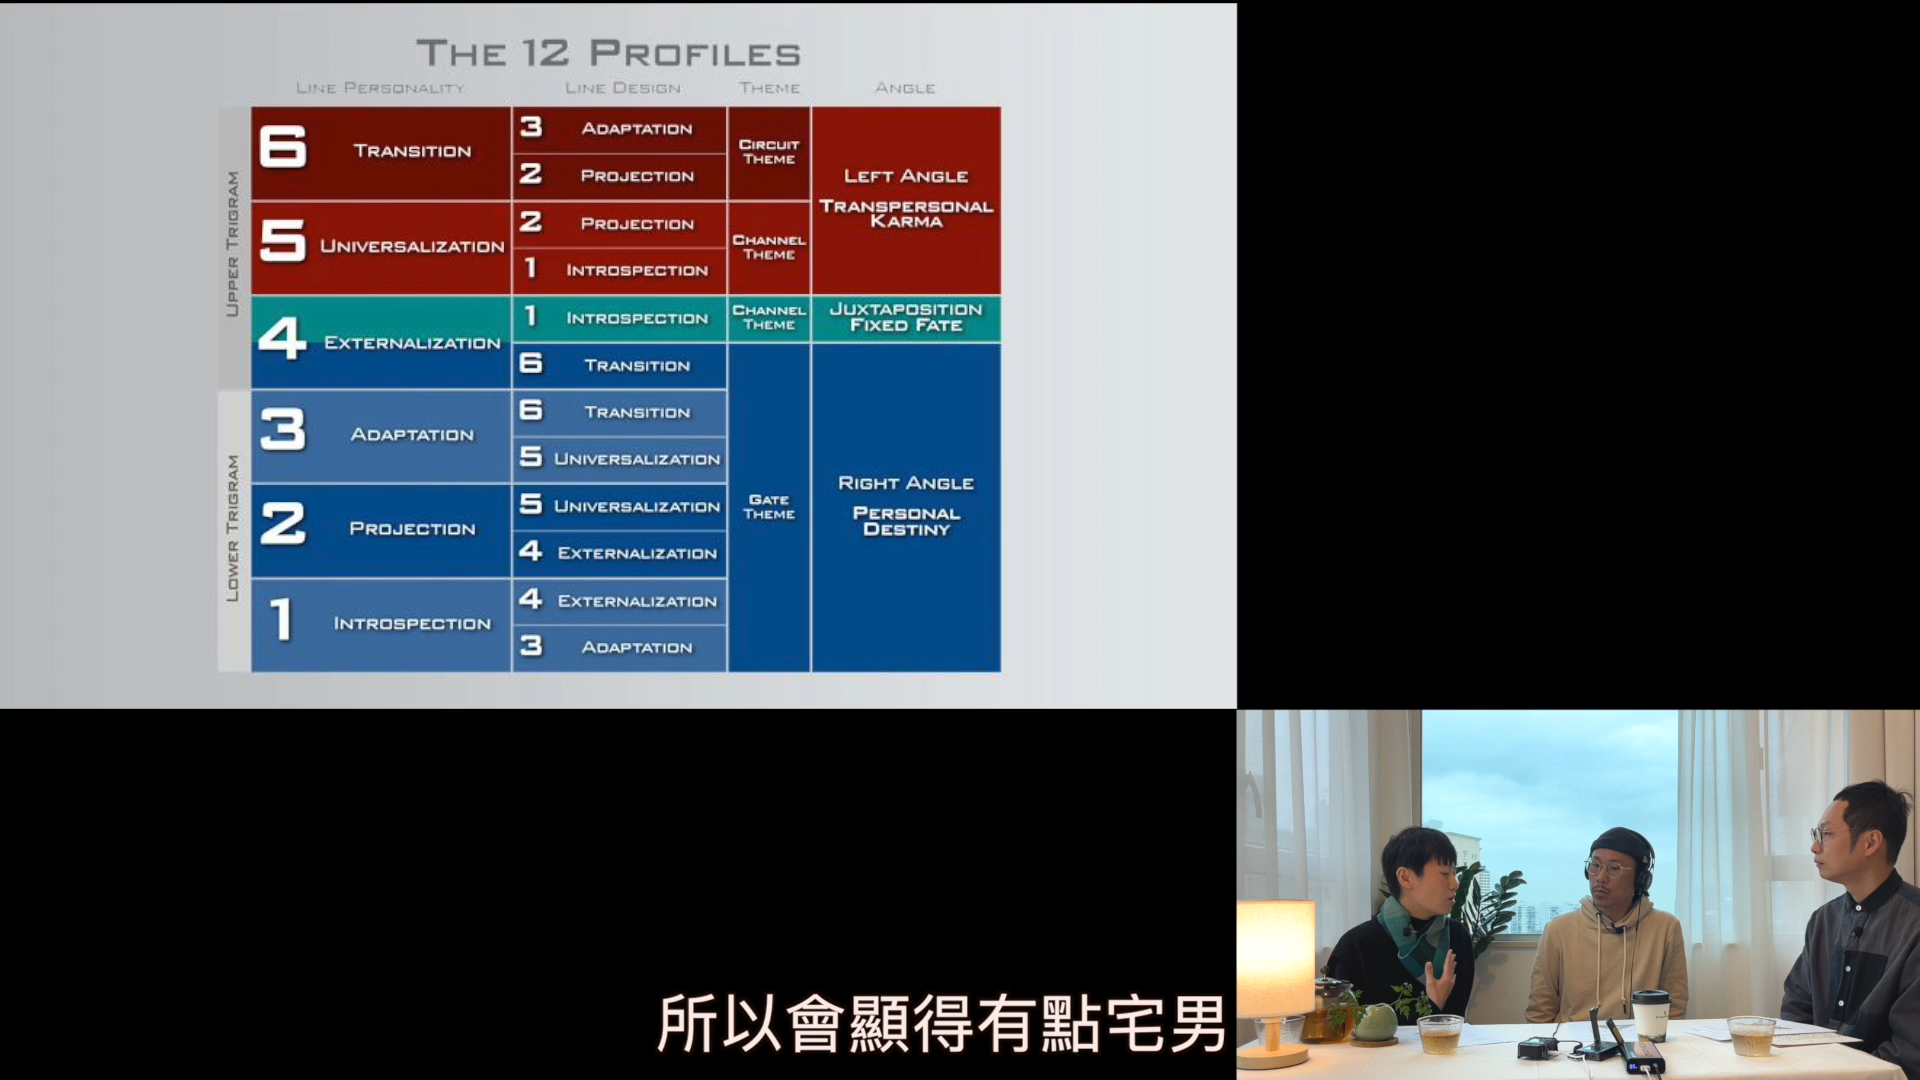 THE 12 PROFILES
LINE PERSONALITY LINE DESIGN THEME ANGLE
UPPER TRIGRAM
6 TRANSITION
3 ADAPTATION
2 PROJECTION
CIRCUIT
THEME
5 UNIVERSALIZATION
2 PROJECTION
1 INTROSPECTION
CHANNEL
THEME
LEFT ANGLE
TRANSPERSONAL
KARMA
4 EXTERNALIZATION
1 INTROSPECTION
CHANNEL
THEME
JUXTAPOSITION
FIXED FATE
6 TRANSITION
LOWER TRIGRAM
3 ADAPTATION
6 TRANSITION
5 UNIVERSALIZATION
2 PROJECTION
5 UNIVERSALIZATION
4 EXTERNALIZATION
1 INTROSPECTION
4 EXTERNALIZATION
3 ADAPTATION
GATE
THEME
RIGHT ANGLE
PERSONAL
DESTINY
所以會顯得有點宅男